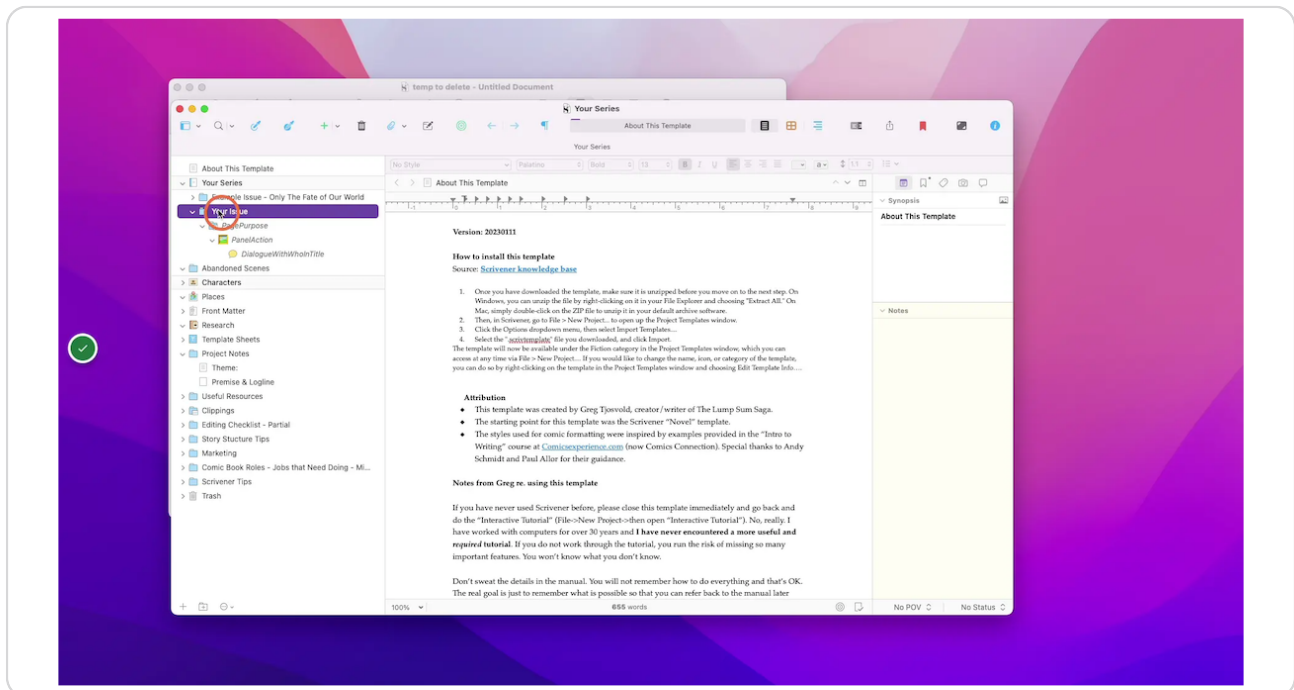 temp to delete - Untitled Document
Your Series
About This Template
Your Series
No Style Palatino Bold 13 B I U a 1.1
About This Template
Your Series
Example Issue - Only The Fate of Our World
Your Issue
PagePurpose
PanelAction
DialogueWithWhoInTitle
Abandoned Scenes
Characters
Places
Front Matter
Research
Template Sheets
Project Notes
Theme:
Premise & Logline
Useful Resources
Clippings
Editing Checklist - Partial
Story Stucture Tips
Marketing
Comic Book Roles - Jobs that Need Doing - Mi...
Scrivener Tips
Trash
About This Template
-1 0 1 2 3 4 5 6 7 8 9
Version: 20230111
How to install this template
Source: Scrivener knowledge base
1. Once you have downloaded the template, make sure it is unzipped before you move on to the next step. On
Windows, you can unzip the file by right-clicking on it in your File Explorer and choosing "Extract All." On
Mac, simply double-click on the ZIP file to unzip it in your default archive software.
2. Then, in Scrivener, go to File > New Project... to open up the Project Templates window.
3. Click the Options dropdown menu, then select Import Templates...
4. Select the ".scrivtemplate" file you downloaded, and click Import.
The template will now be available under the Fiction category in the Project Templates window, which you can
access at any time via File > New Project... If you would like to change the name, icon, or category of the template,
you can do so by right-clicking on the template in the Project Templates window and choosing Edit Template Info....
Attribution
• This template was created by Greg Tjosvold, creator/writer of The Lump Sum Saga.
• The starting point for this template was the Scrivener "Novel" template.
• The styles used for comic formatting were inspired by examples provided in the "Intro to
Writing" course at Comicsexperience.com (now Comics Connection). Special thanks to Andy
Schmidt and Paul Allor for their guidance.
Notes from Greg re. using this template
If you have never used Scrivener before, please close this template immediately and go back and
do the "Interactive Tutorial" (File->New Project->then open "Interactive Tutorial"). No, really. I
have worked with computers for over 30 years and I have never encountered a more useful and
required tutorial. If you do not work through the tutorial, you run the risk of missing so many
important features. You won't know what you don't know.
Don't sweat the details in the manual. You will not remember how to do everything and that's OK.
The real goal is just to remember what is possible so that you can refer back to the manual later
100% 655 words
Synopsis
About This Template
Notes
No POV No Status